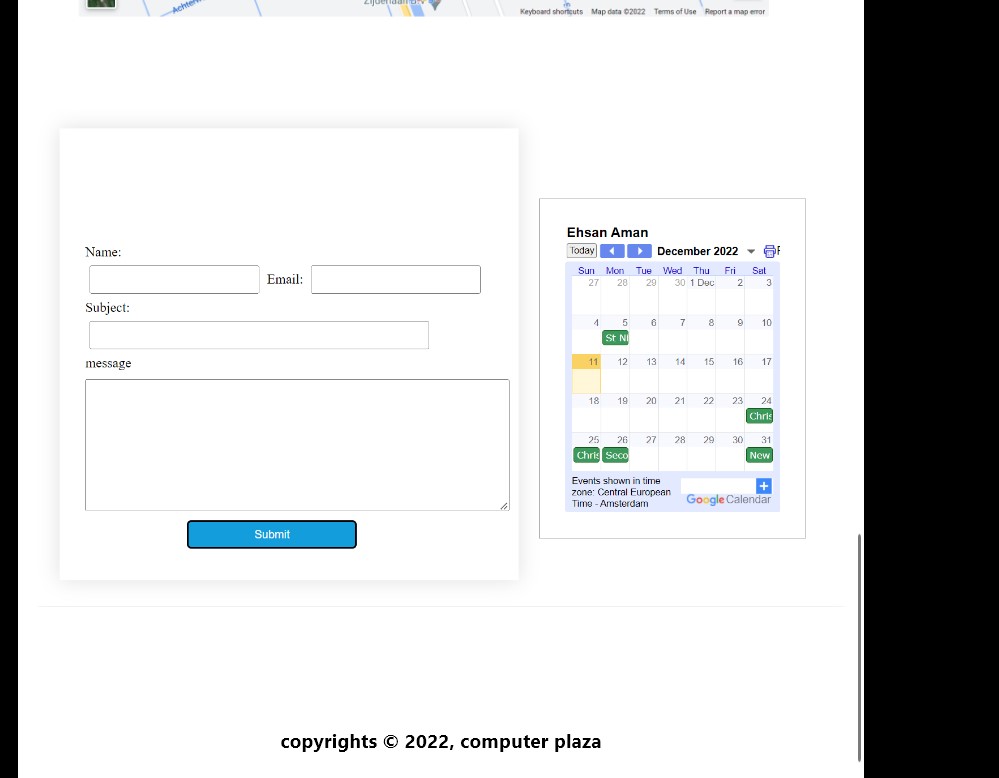 Keyboard shortcuts Map data ©2022 Terms of Use Report a map error
Name:
Email:
Subject:
message
Submit
Ehsan Aman
Today December 2022
Sun Mon Tue Wed Thu Fri Sat
27 28 29 30 1 Dec 2 3
4 5 6 7 8 9 10
St Ni
11 12 13 14 15 16 17
18 19 20 21 22 23 24
Chris
25 26 27 28 29 30 31
Chris Seco New
Events shown in time
zone: Central European
Time - Amsterdam
Google Calendar
copyrights © 2022, computer plaza